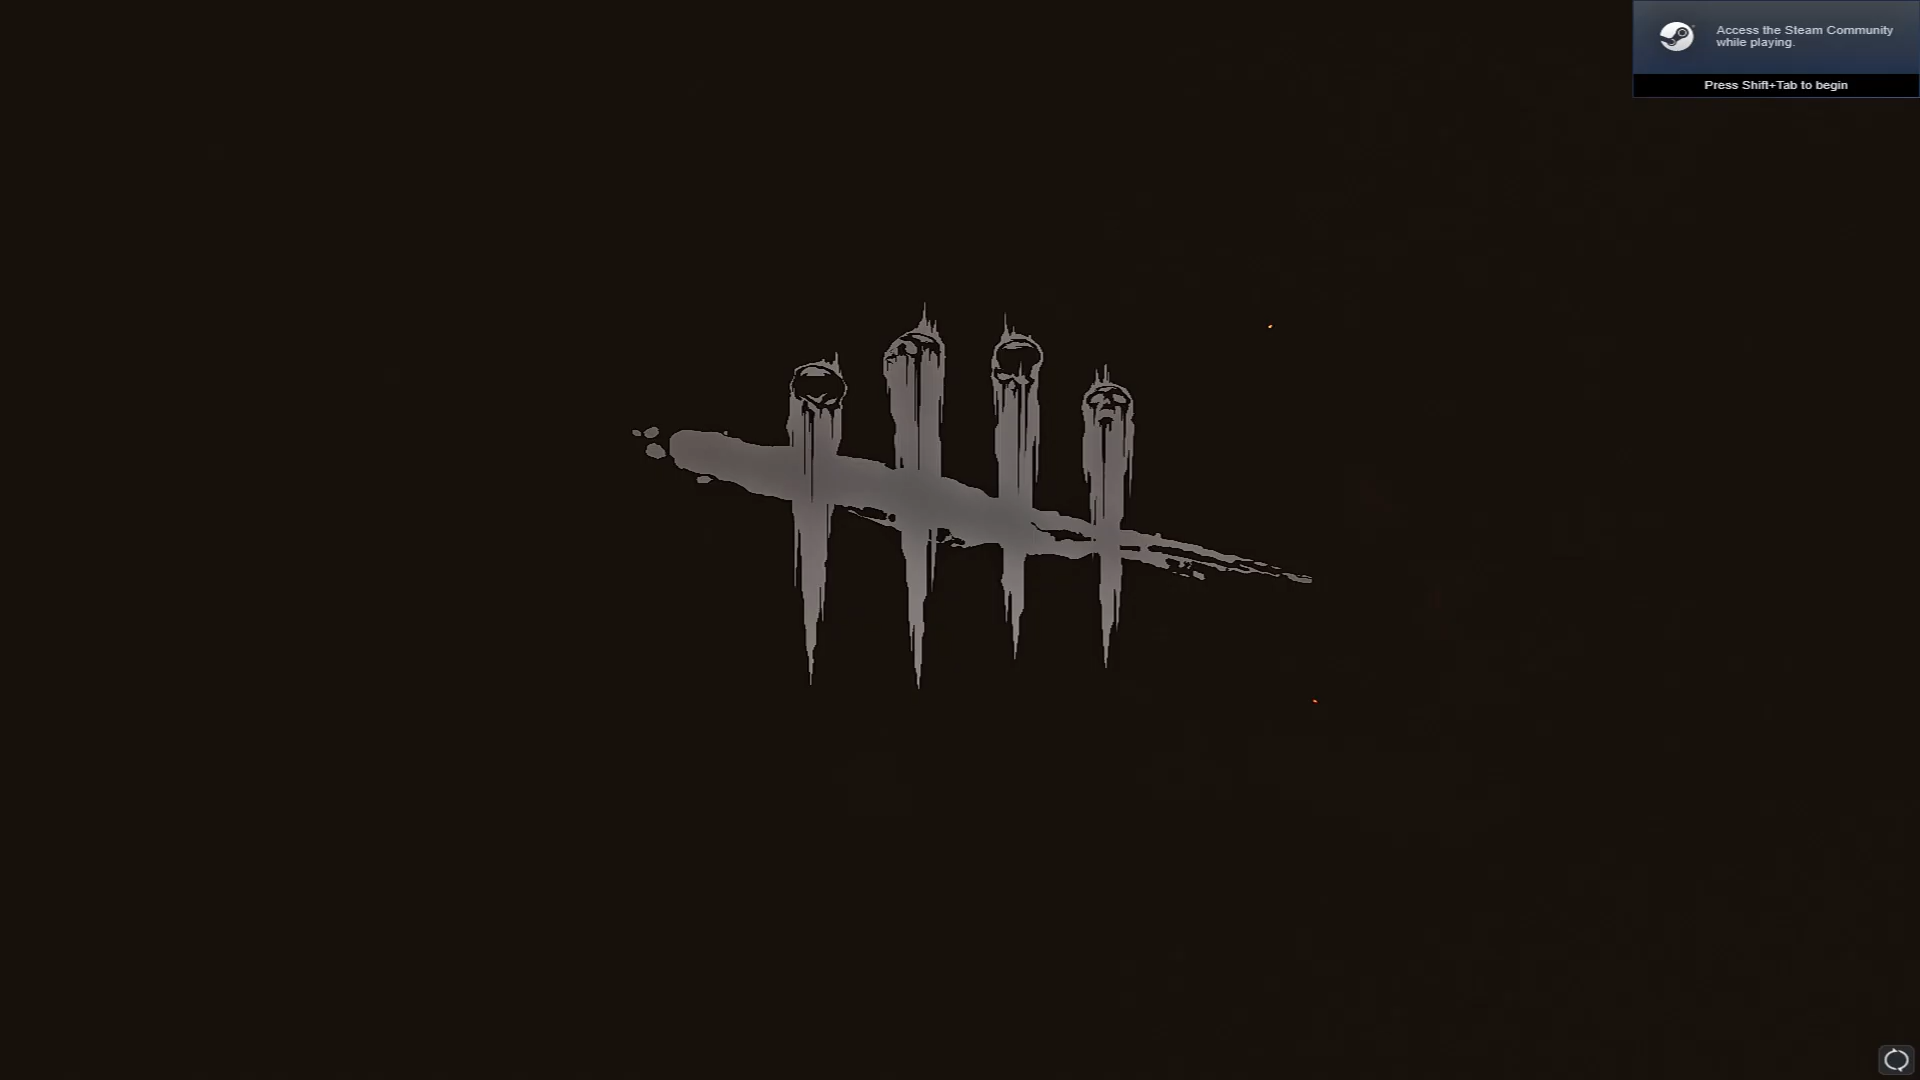 Access the Steam Community
while playing.
Press Shift+Tab to begin